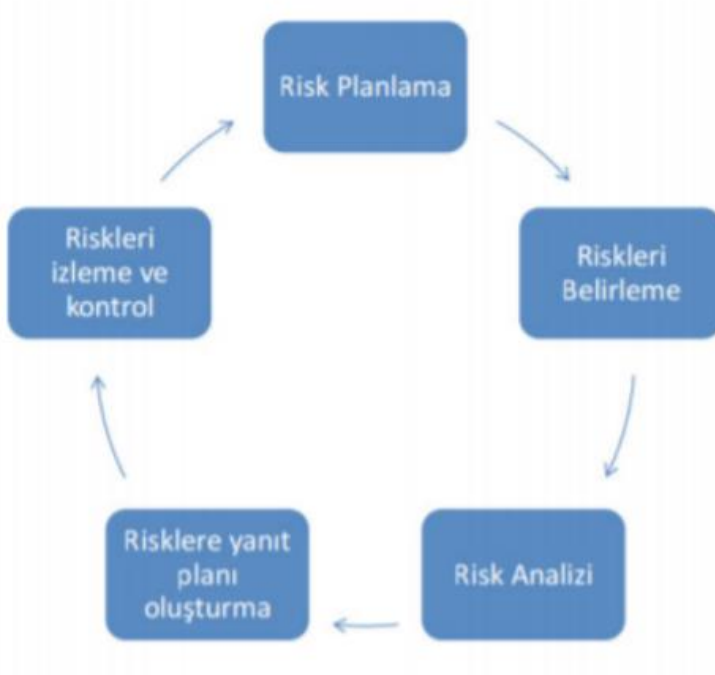 Risk Planlama
Riskleri
Belirleme
Risk Analizi
Risklere yanıt
planı
oluşturma
Riskleri
izleme ve
kontrol